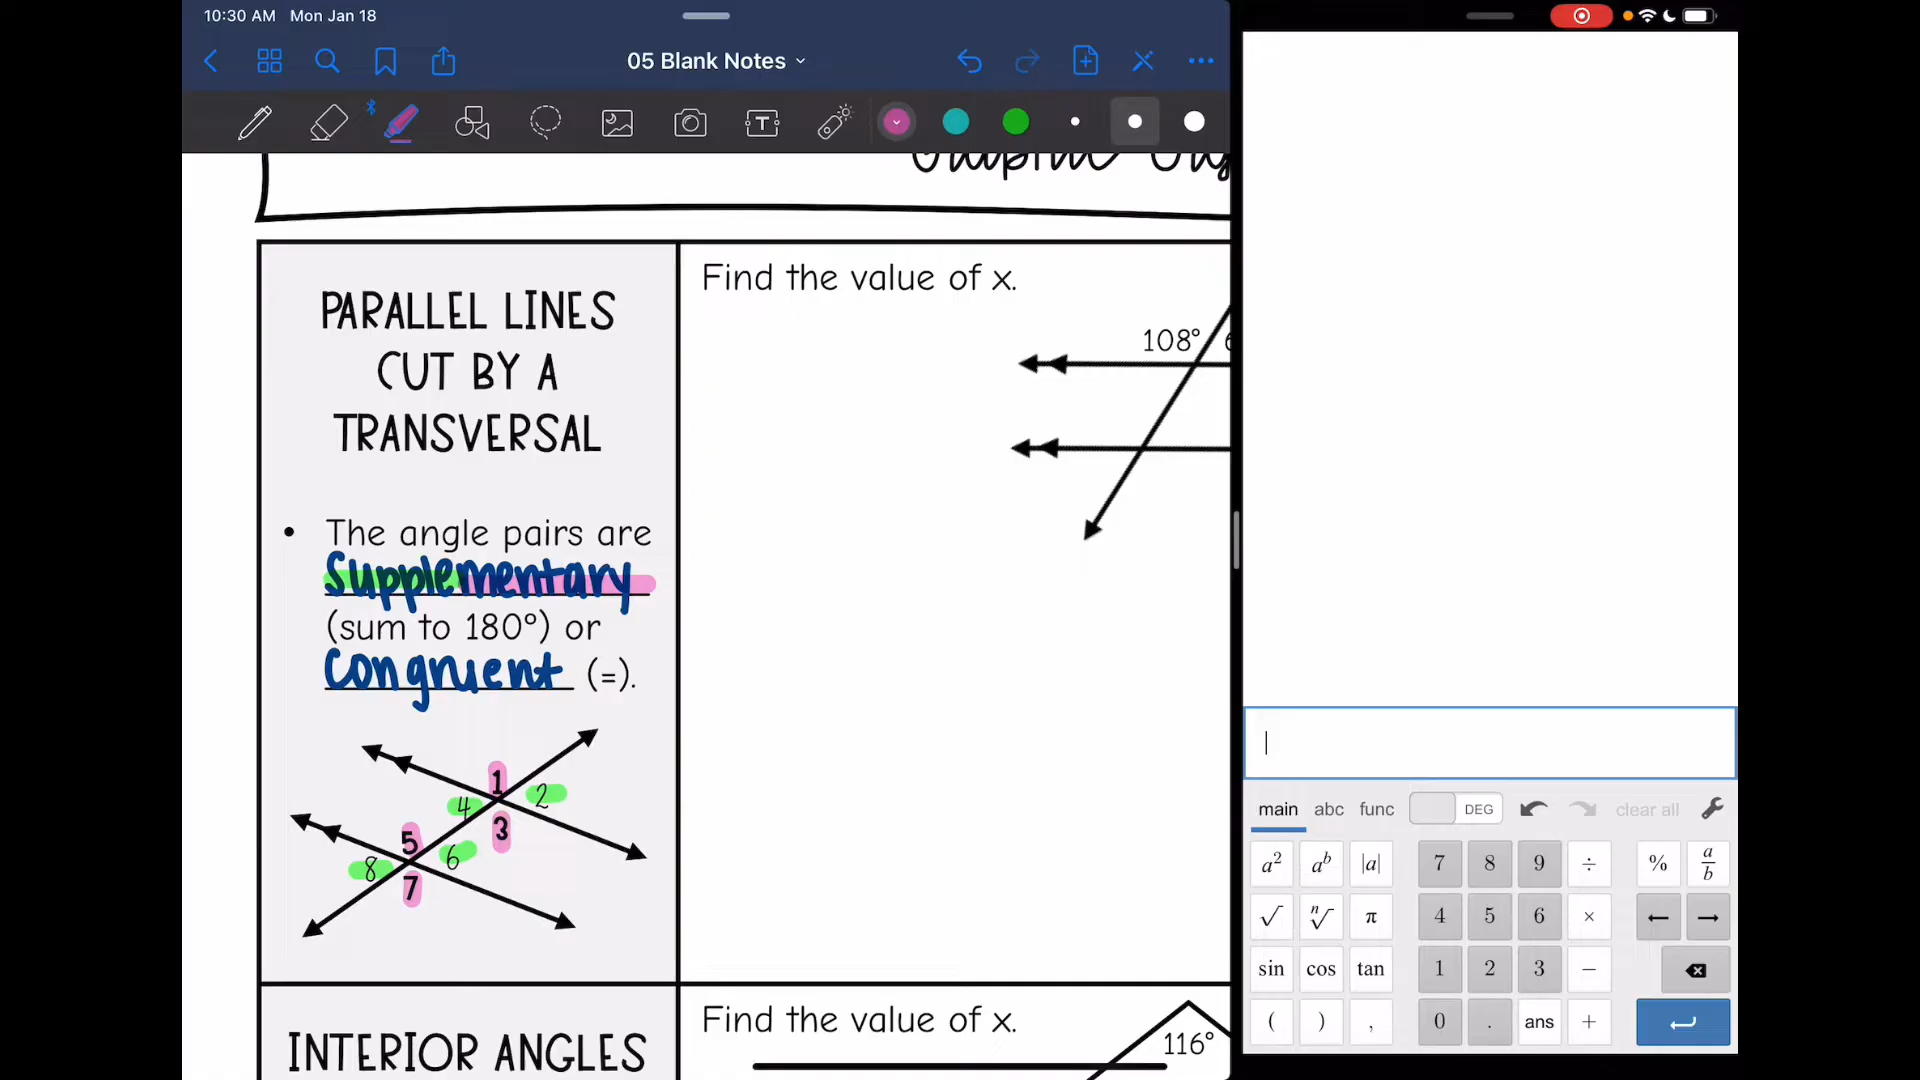 10:30 AM Mon Jan 18
05 Blank Notes
T
PARALLEL LINES
CUT BY A
TRANSVERSAL
• The angle pairs are
Supplementary
(sum to 180°) or
Congruent (=).
1
4 2
3
5
8 6
7
Find the value of x.
108°
INTERIOR ANGLES
Find the value of x.
116°
main abc func DEG clear all
a² aᵇ |a| 7 8 9 ÷ % a/b
√ ⁿ√ π 4 5 6 × ← →
sin cos tan 1 2 3 −
( ) , 0 . ans +